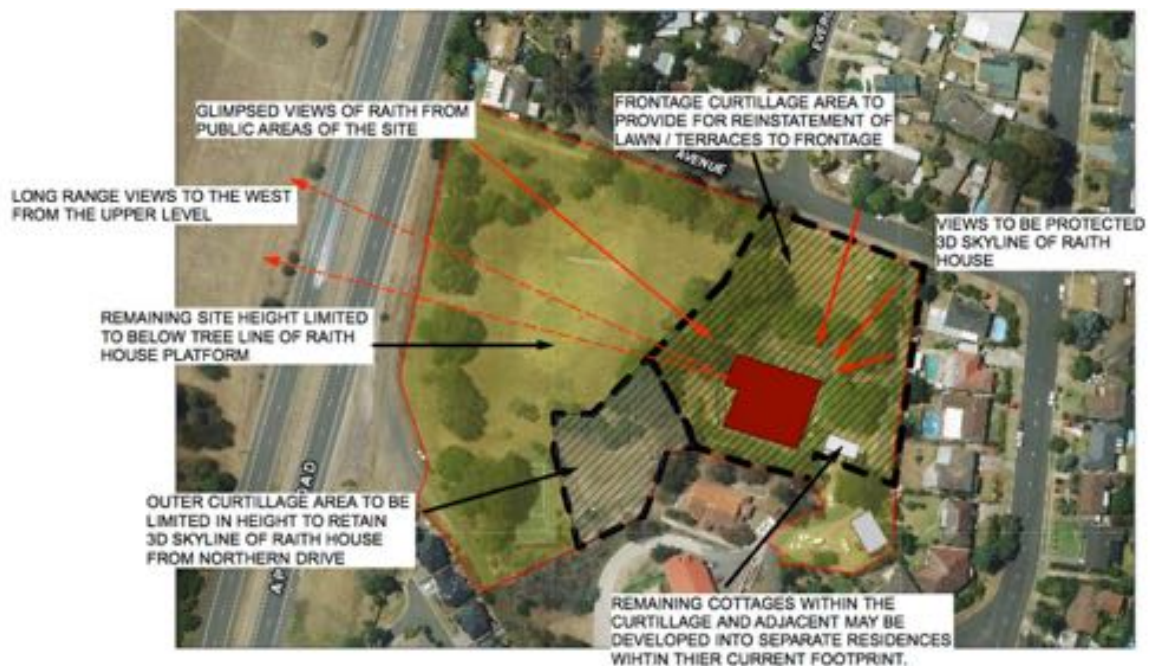 GLIMPSED VIEWS OF RAITH FROM
PUBLIC AREAS OF THE SITE
FRONTAGE CURTILLAGE AREA TO
PROVIDE FOR REINSTATEMENT OF
LAWN / TERRACES TO FRONTAGE
AVENUE
LONG RANGE VIEWS TO THE WEST
FROM THE UPPER LEVEL
VIEWS TO BE PROTECTED
3D SKYLINE OF RAITH
HOUSE
REMAINING SITE HEIGHT LIMITED
TO BELOW TREE LINE OF RAITH
HOUSE PLATFORM
OUTER CURTILLAGE AREA TO BE
LIMITED IN HEIGHT TO RETAIN
3D SKYLINE OF RAITH HOUSE
FROM NORTHERN DRIVE
REMAINING COTTAGES WITHIN THE
CURTILLAGE AND ADJACENT MAY BE
DEVELOPED INTO SEPARATE RESIDENCES
WIHTIN THIER CURRENT FOOTPRINT.